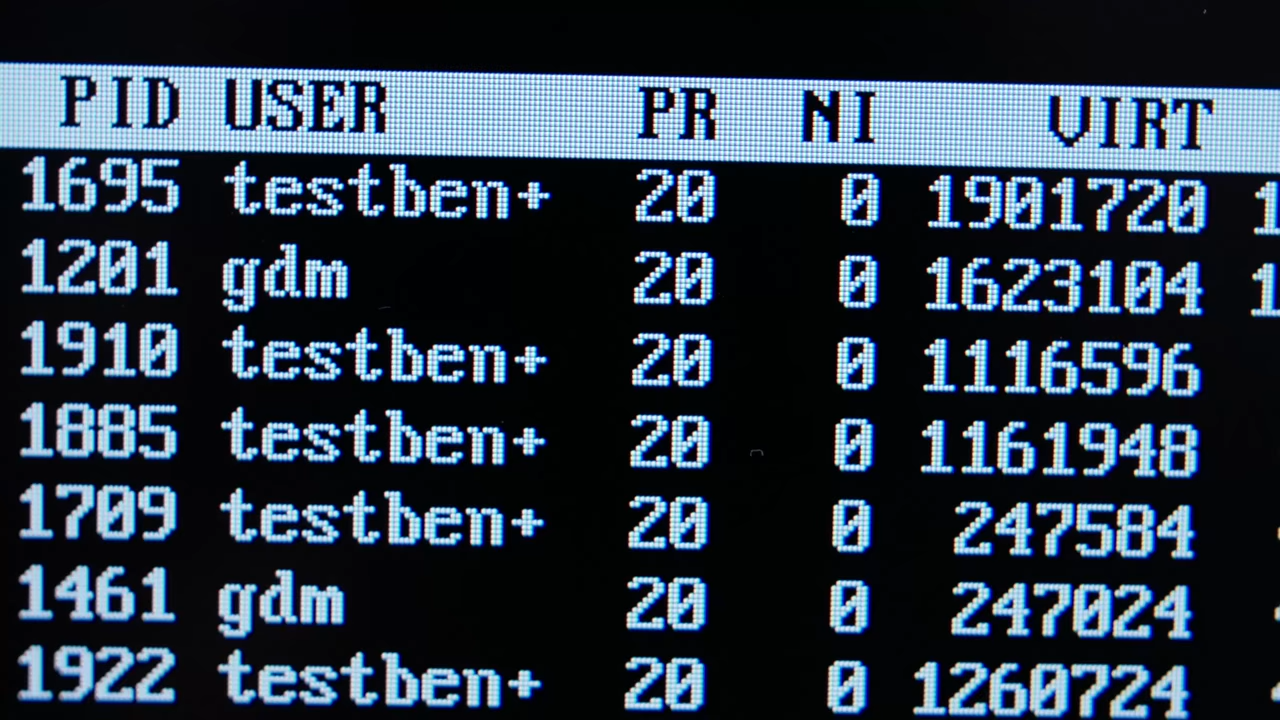 PID USER PR NI VIRT
1695 testben+ 20 0 1901720 1
1201 gdm 20 0 1623104 1
1910 testben+ 20 0 1116596
1885 testben+ 20 0 1161948
1709 testben+ 20 0 247584
1461 gdm 20 0 247024
1922 testben+ 20 0 1260724